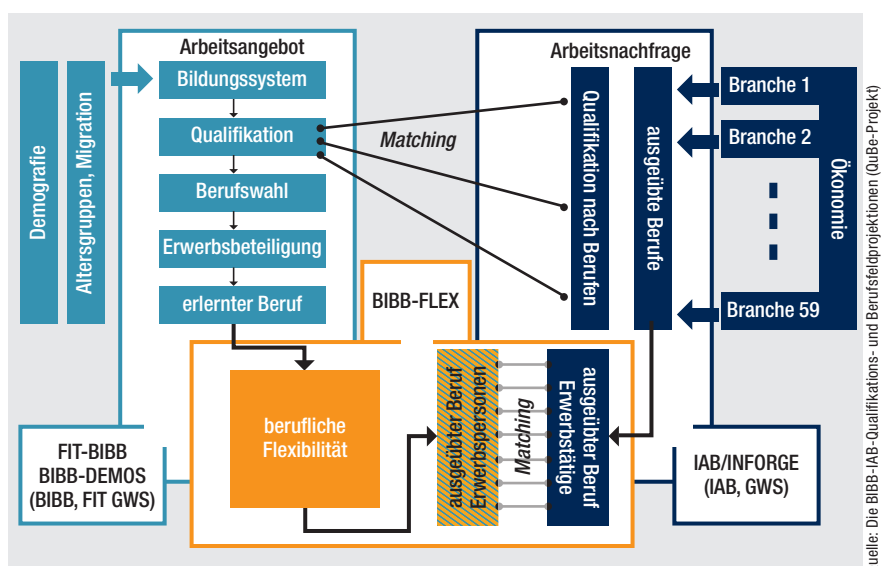 Arbeitsangebot
Arbeitsnachfrage
Demografie
Altersgruppen, Migration
Bildungssystem
Qualifikation
Berufswahl
Erwerbsbeteiligung
erlernter Beruf
Matching
Qualifikation nach Berufen
ausgeübte Berufe
Branche 1
Branche 2
Branche 59
Ökonomie
BIBB-FLEX
berufliche
Flexibilität
ausgeübter Beruf
Erwerbspersonen
Matching
ausgeübter Beruf
Erwerbstätige
FIT-BIBB
BIBB-DEMOS
(BIBB, FIT GWS)
IAB/INFORGE
(IAB, GWS)
uelle: Die BIBB-IAB-Qualifikations- und Berufsfeldprojektionen (QuBe-Projekt)